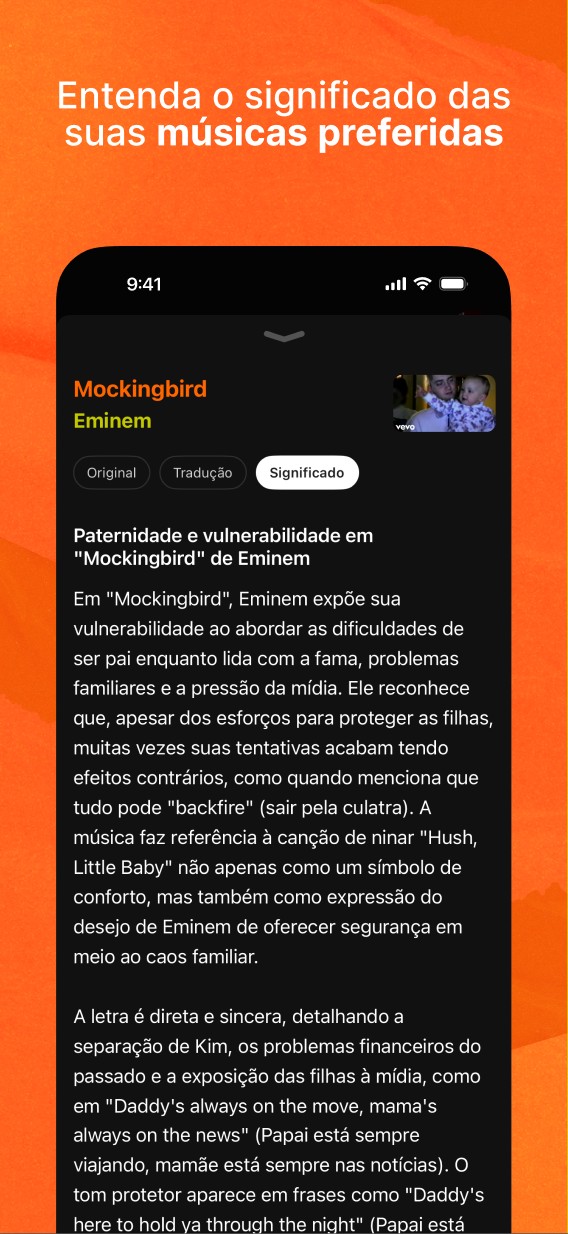 Entenda o significado das
suas músicas preferidas
9:41
Mockingbird
Eminem
vevo
Original
Tradução
Significado
Paternidade e vulnerabilidade em
"Mockingbird" de Eminem
Em "Mockingbird", Eminem expõe sua
vulnerabilidade ao abordar as dificuldades de
ser pai enquanto lida com a fama, problemas
familiares e a pressão da mídia. Ele reconhece
que, apesar dos esforços para proteger as filhas,
muitas vezes suas tentativas acabam tendo
efeitos contrários, como quando menciona que
tudo pode "backfire" (sair pela culatra). A
música faz referência à canção de ninar "Hush,
Little Baby" não apenas como um símbolo de
conforto, mas também como expressão do
desejo de Eminem de oferecer segurança em
meio ao caos familiar.
A letra é direta e sincera, detalhando a
separação de Kim, os problemas financeiros do
passado e a exposição das filhas à mídia, como
em "Daddy's always on the move, mama's
always on the news" (Papai está sempre
viajando, mamãe está sempre nas notícias). O
tom protetor aparece em frases como "Daddy's
here to hold ya through the night" (Papai está